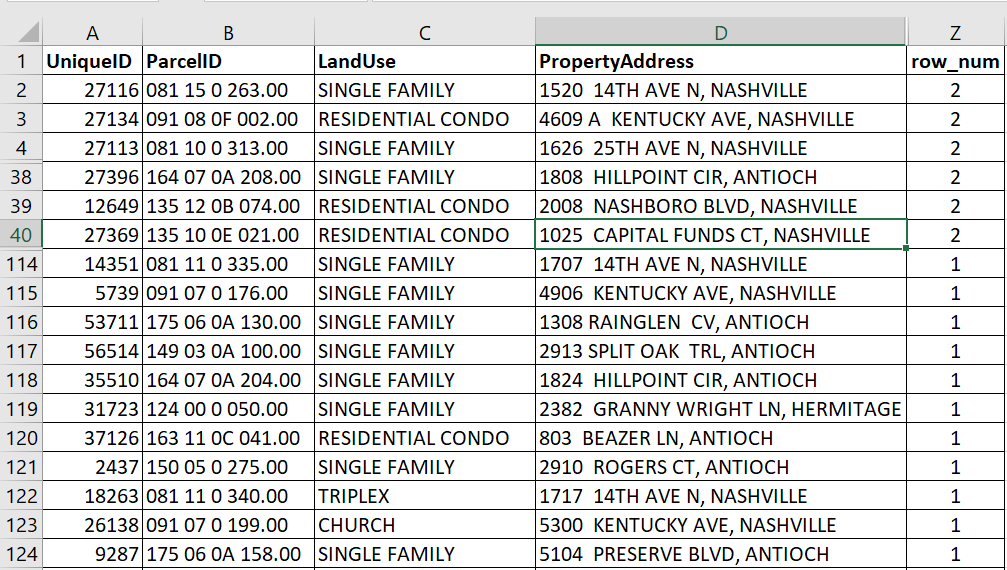 A B C D Z
1 UniqueID ParcelID LandUse PropertyAddress row_num
2 27116 081 15 0 263.00 SINGLE FAMILY 1520  14TH AVE N, NASHVILLE 2
3 27134 091 08 0F 002.00 RESIDENTIAL CONDO 4609 A  KENTUCKY AVE, NASHVILLE 2
4 27113 081 10 0 313.00 SINGLE FAMILY 1626  25TH AVE N, NASHVILLE 2
38 27396 164 07 0A 208.00 SINGLE FAMILY 1808  HILLPOINT CIR, ANTIOCH 2
39 12649 135 12 0B 074.00 RESIDENTIAL CONDO 2008  NASHBORO BLVD, NASHVILLE 2
40 27369 135 10 0E 021.00 RESIDENTIAL CONDO 1025  CAPITAL FUNDS CT, NASHVILLE 2
114 14351 081 11 0 335.00 SINGLE FAMILY 1707  14TH AVE N, NASHVILLE 1
115 5739 091 07 0 176.00 SINGLE FAMILY 4906  KENTUCKY AVE, NASHVILLE 1
116 53711 175 06 0A 130.00 SINGLE FAMILY 1308 RAINGLEN  CV, ANTIOCH 1
117 56514 149 03 0A 100.00 SINGLE FAMILY 2913 SPLIT OAK  TRL, ANTIOCH 1
118 35510 164 07 0A 204.00 SINGLE FAMILY 1824  HILLPOINT CIR, ANTIOCH 1
119 31723 124 00 0 050.00 SINGLE FAMILY 2382  GRANNY WRIGHT LN, HERMITAGE 1
120 37126 163 11 0C 041.00 RESIDENTIAL CONDO 803  BEAZER LN, ANTIOCH 1
121 2437 150 05 0 275.00 SINGLE FAMILY 2910  ROGERS CT, ANTIOCH 1
122 18263 081 11 0 340.00 TRIPLEX 1717  14TH AVE N, NASHVILLE 1
123 26138 091 07 0 199.00 CHURCH 5300  KENTUCKY AVE, NASHVILLE 1
124 9287 175 06 0A 158.00 SINGLE FAMILY 5104  PRESERVE BLVD, ANTIOCH 1